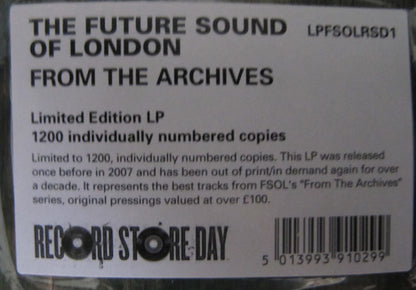 THE FUTURE SOUND
OF LONDON
LPFSOLRSD1
FROM THE ARCHIVES
Limited Edition LP
1200 individually numbered copies
Limited to 1200, individually numbered copies. This LP was released
once before in 2007 and has been out of print/in demand again for over
a decade. It represents the best tracks from FSOL's "From The Archives"
series, original pressings valued at over £100.
RECORD STORE DAY
5 013993 910299